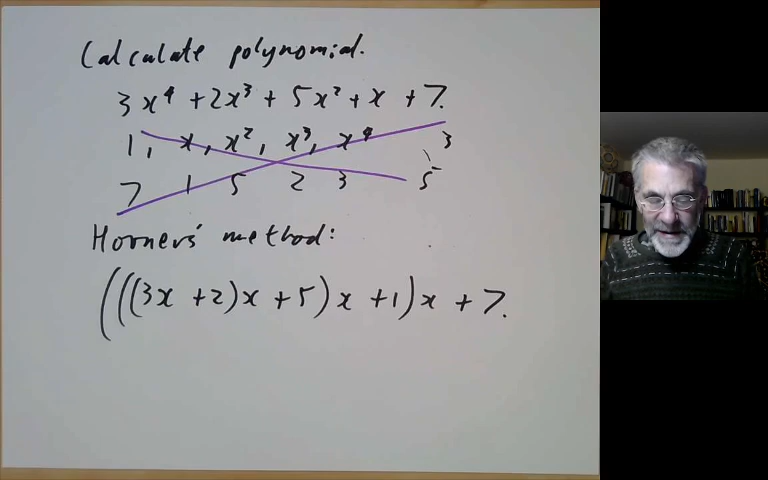 Calculate polynomial.
3x⁴ + 2x³ + 5x² + x + 7.
1, x, x², x³, x⁴ 3
7 1 5 2 3 5
Horner's method:
(((3x + 2)x + 5)x + 1)x + 7.